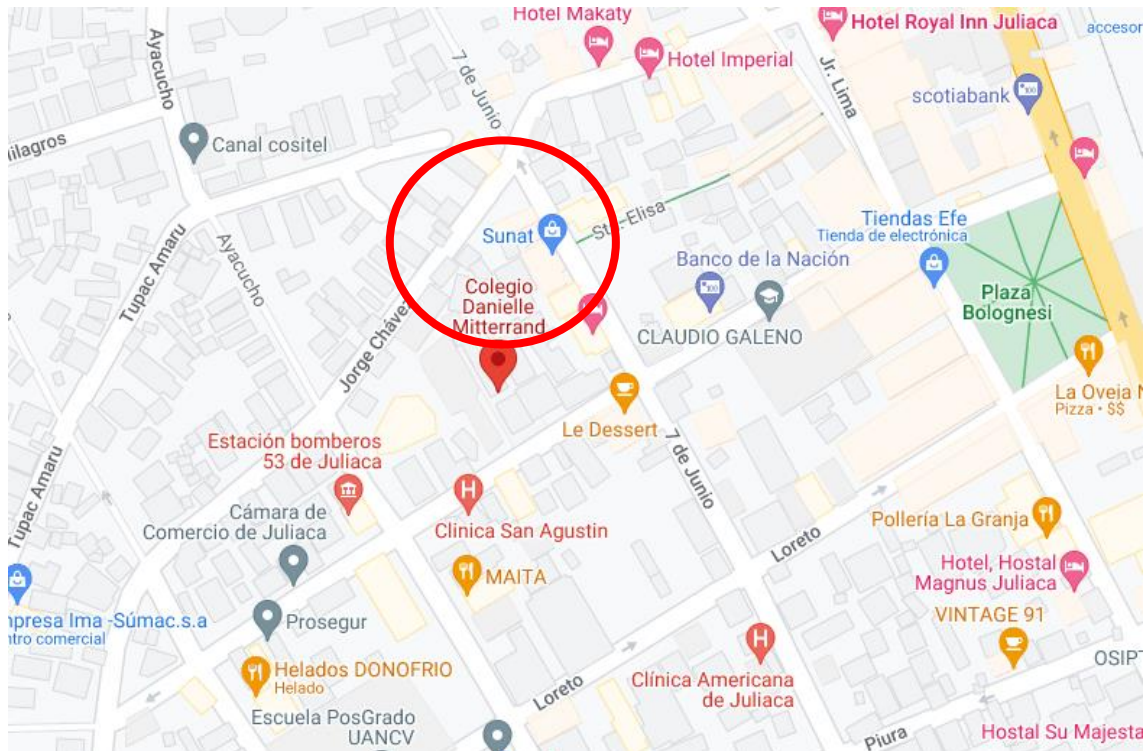 Hotel Makaty
Hotel Royal Inn Juliaca
accesor
Ayacucho
7 de Junio
Hotel Imperial
Jr. Lima
scotiabank
Canal cositel
ilagros
Sunat
Sta. Elisa
Tiendas Efe
Tienda de electrónica
Banco de la Nación
Tupac Amaru
Ayacucho
Colegio
Danielle
Mitterrand
Plaza
Bolognesi
Jorge Chávez
CLAUDIO GALENO
La Oveja N
Pizza • $$
Le Dessert
Estación bomberos
53 de Juliaca
7 de Junio
Tupac Amaru
Cámara de
Comercio de Juliaca
Clinica San Agustin
Pollería La Granja
Loreto
MAITA
Hotel, Hostal
Magnus Juliaca
npresa Ima -Súmac.s.a
ntro comercial
Prosegur
VINTAGE 91
Helados DONOFRIO
Helado
Clínica Americana
de Juliaca
OSIPT
Loreto
Escuela PosGrado
UANCV
Piura
Hostal Su Majesta